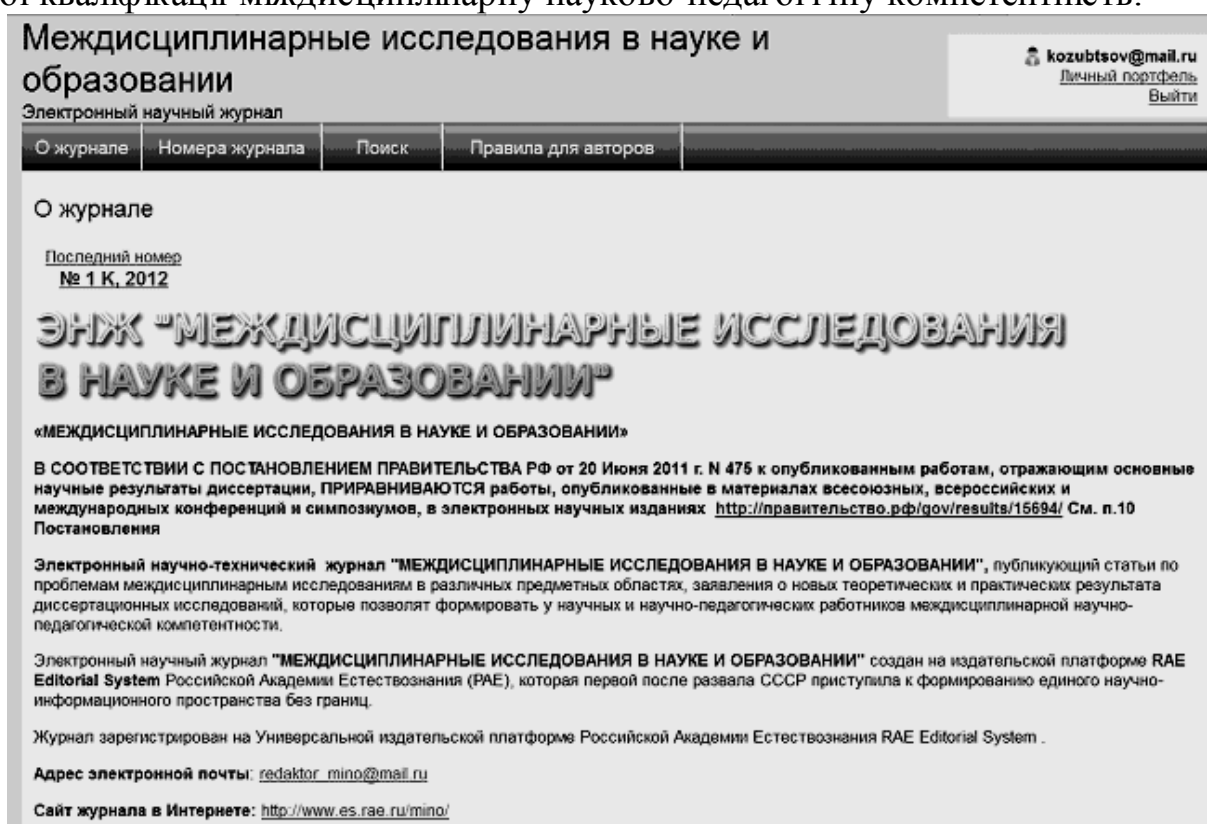 ої кваліфікації міждисциплінарну науково-педагогічну компетентність.
Междисциплинарные исследования в науке и
образовании
Электронный научный журнал
kozubtsov@mail.ru
Личный портфель
Выйти
О журнале Номера журнала Поиск Правила для авторов
О журнале
Последний номер
№ 1 K, 2012
ЭНЖ "МЕЖДИСЦИПЛИНАРНЫЕ ИССЛЕДОВАНИЯ
В НАУКЕ И ОБРАЗОВАНИИ"
«МЕЖДИСЦИПЛИНАРНЫЕ ИССЛЕДОВАНИЯ В НАУКЕ И ОБРАЗОВАНИИ»
В СООТВЕТСТВИИ С ПОСТАНОВЛЕНИЕМ ПРАВИТЕЛЬСТВА РФ от 20 Июня 2011 г. N 475 к опубликованным работам, отражающим основные
научные результаты диссертации, ПРИРАВНИВАЮТСЯ работы, опубликованные в материалах всесоюзных, всероссийских и
международных конференций и симпозиумов, в электронных научных изданиях http://правительство.рф/gov/results/15694/ См. п.10
Постановления
Электронный научно-технический журнал "МЕЖДИСЦИПЛИНАРНЫЕ ИССЛЕДОВАНИЯ В НАУКЕ И ОБРАЗОВАНИИ", публикующий статьи по
проблемам междисциплинарным исследованиям в различных предметных областях, заявления о новых теоретических и практических результата
диссертационных исследований, которые позволят формировать у научных и научно-педагогических работников междисциплинарной научно-
педагогической компетентности.
Электронный научный журнал "МЕЖДИСЦИПЛИНАРНЫЕ ИССЛЕДОВАНИЯ В НАУКЕ И ОБРАЗОВАНИИ" создан на издательской платформе RAE
Editorial System Российской Академии Естествознания (РАЕ), которая первой после развала СССР приступила к формированию единого научно-
информационного пространства без границ.
Журнал зарегистрирован на Универсальной издательской платформе Российской Академии Естествознания RAE Editorial System .
Адрес электронной почты: redaktor_mino@mail.ru
Сайт журнала в Интернете: http://www.es.rae.ru/mino/